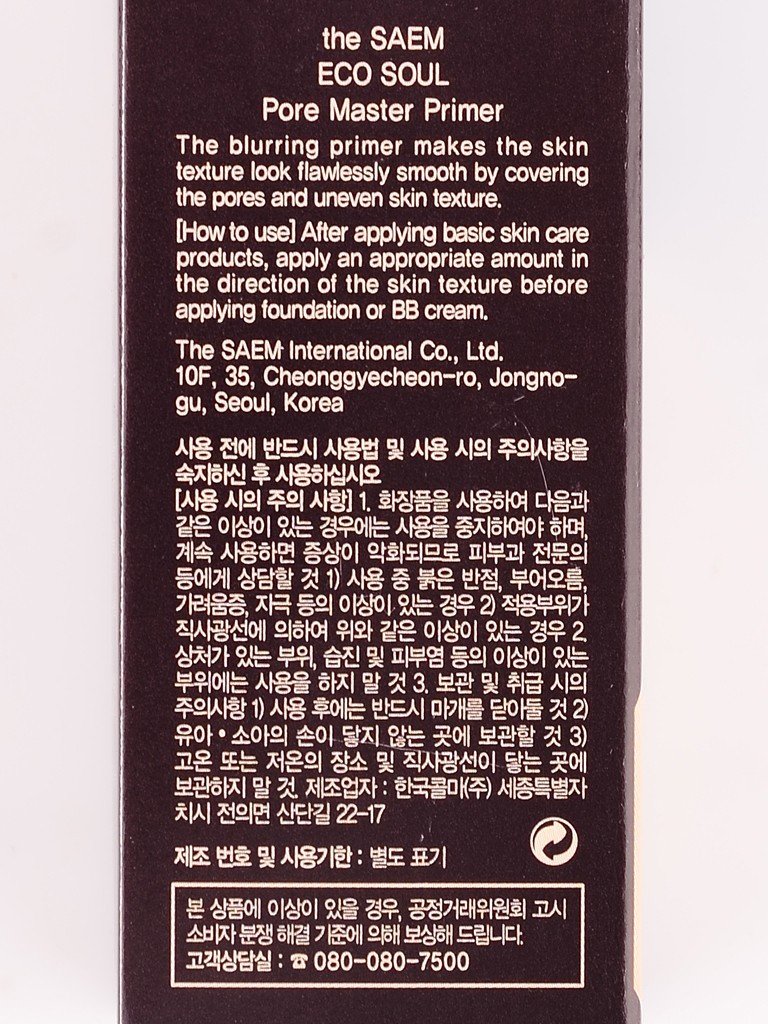 the SAEM
ECO SOUL
Pore Master Primer
The blurring primer makes the skin
texture look flawlessly smooth by covering
the pores and uneven skin texture.
[How to use] After applying basic skin care
products, apply an appropriate amount in
the direction of the skin texture before
applying foundation or BB cream.
The SAEM International Co., Ltd.
10F, 35, Cheonggyecheon-ro, Jongno-
gu, Seoul, Korea
사용 전에 반드시 사용법 및 사용 시의 주의사항을
숙지하신 후 사용하십시오
[사용 시의 주의 사항] 1. 화장품을 사용하여 다음과
같은 이상이 있는 경우에는 사용을 중지하여야 하며,
계속 사용하면 증상이 악화되므로 피부과 전문의
등에게 상담할 것 1) 사용 중 붉은 반점, 부어오름,
가려움증, 자극 등의 이상이 있는 경우 2) 적용부위가
직사광선에 의하여 위와 같은 이상이 있는 경우 2.
상처가 있는 부위, 습진 및 피부염 등의 이상이 있는
부위에는 사용을 하지 말 것 3. 보관 및 취급 시의
주의사항 1) 사용 후에는 반드시 마개를 닫아둘 것 2)
유아 • 소아의 손이 닿지 않는 곳에 보관할 것 3)
고온 또는 저온의 장소 및 직사광선이 닿는 곳에
보관하지 말 것. 제조업자 : 한국콜마(주) 세종특별자
치시 전의면 산단길 22-17
제조 번호 및 사용기한 : 별도 표기
본 상품에 이상이 있을 경우, 공정거래위원회 고시
소비자 분쟁 해결 기준에 의해 보상해 드립니다.
고객상담실 : ☎ 080-080-7500